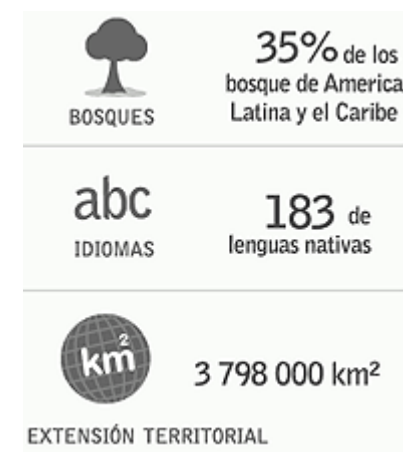 35% de los
bosque de America
Latina y el Caribe
BOSQUES
abc
IDIOMAS
183 de
lenguas nativas
km²
3 798 000 km²
EXTENSIÓN TERRITORIAL